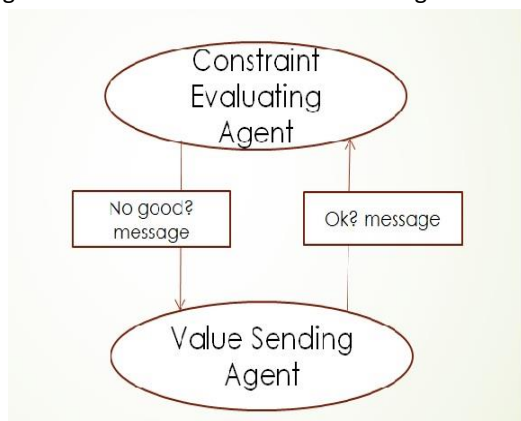 Constraint
Evaluating
Agent
No good?
message
Ok? message
Value Sending
Agent